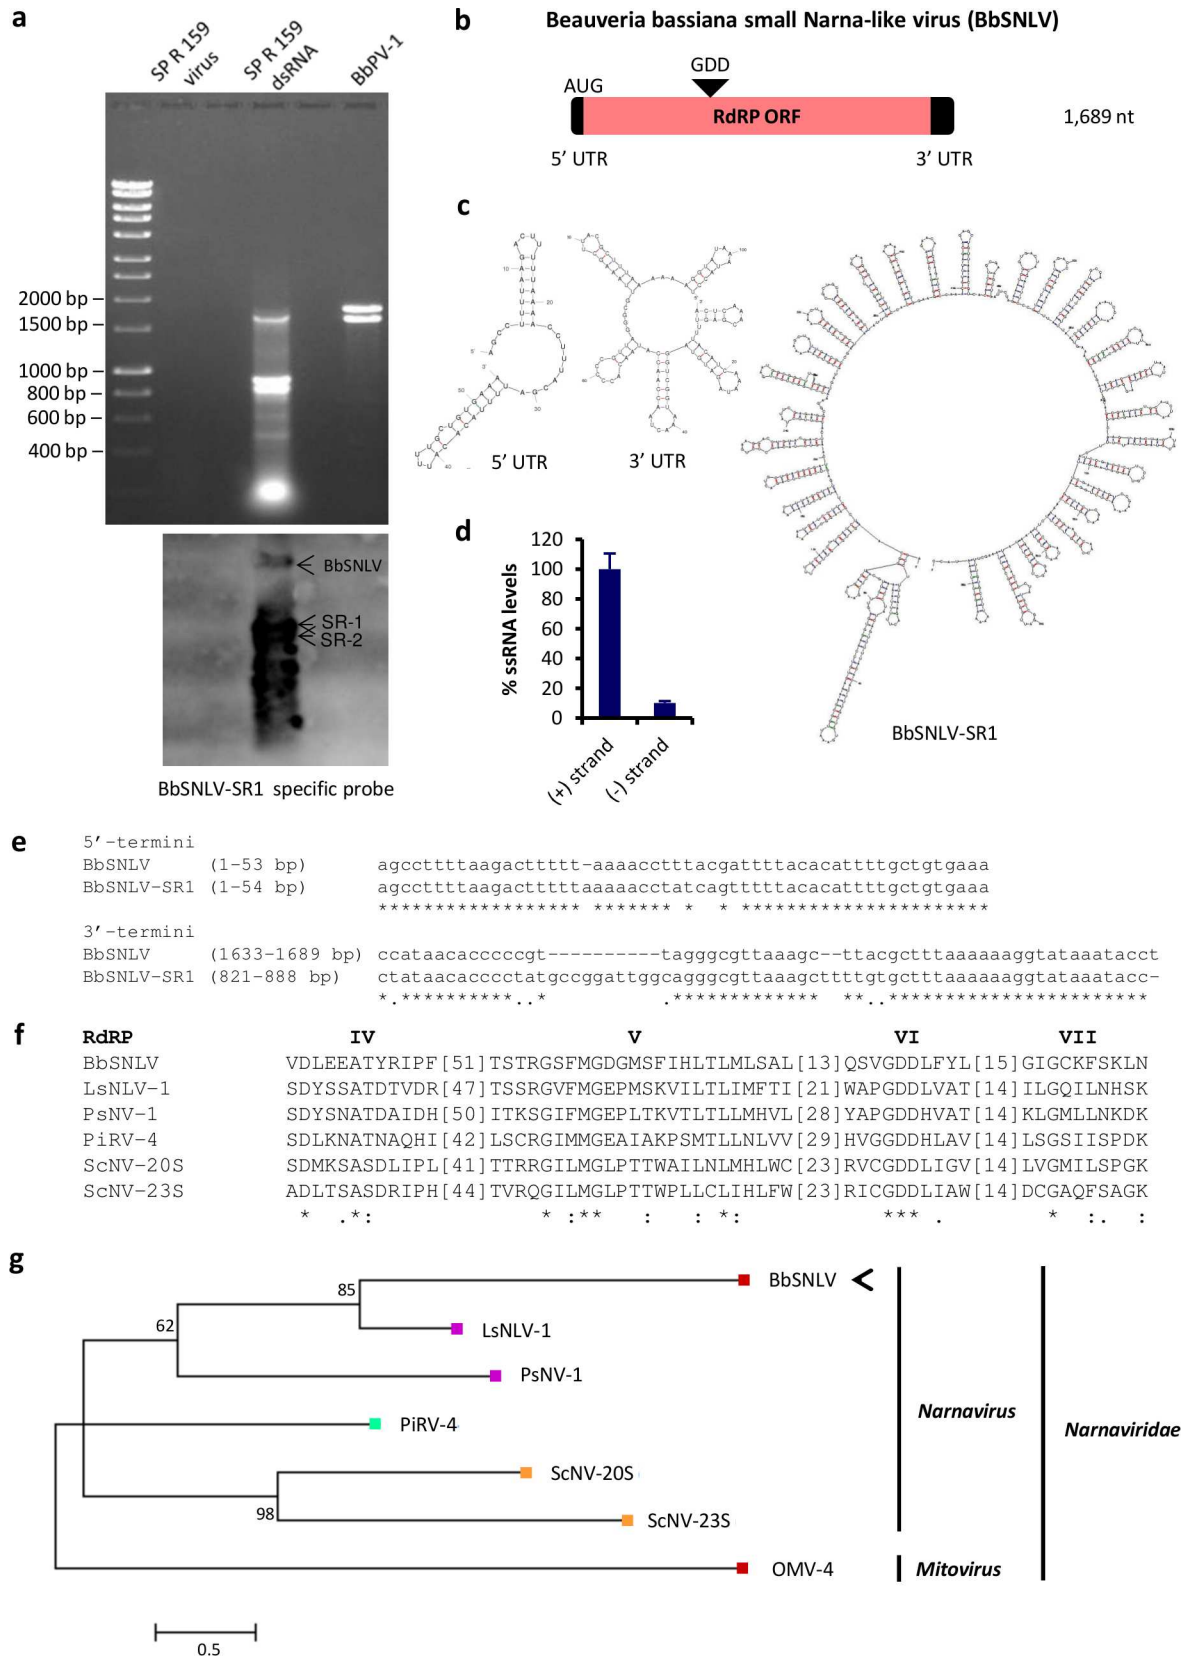 a
SP R 159 virus
SP R 159 dsRNA
BbPV-1
2000 bp
1500 bp
1000 bp
800 bp
600 bp
400 bp
BbSNLV
SR-1
SR-2
BbSNLV-SR1 specific probe
b
Beauveria bassiana small Narna-like virus (BbSNLV)
GDD
AUG
RdRP ORF
1,689 nt
5’ UTR
3’ UTR
c
5’ UTR
3’ UTR
BbSNLV-SR1
d
% ssRNA levels
120
100
80
60
40
20
0
(+) strand
(-) strand
e
5’-termini
BbSNLV (1-53 bp) agccttttaagacttttt-aaaacctttacgattttacacattttgctgtgaaa
BbSNLV-SR1 (1-54 bp) agccttttaagactttttaaaaacctatcagtttttacacattttgctgtgaaa
****************** ******* * * **********************
3’-termini
BbSNLV (1633-1689 bp) ccataacacccccgt----------tagggcgttaaagc--ttacgctttaaaaaaggtataaatacct
BbSNLV-SR1 (821-888 bp) ctataacacccctatgccggattggcagggcgttaaagcttttgtgctttaaaaaaggtataaatacc-
*.**********..* .************* **..***********************
f
RdRP IV V VI VII
BbSNLV VDLEEATYRIPF[51]TSTRGSFMGDGMSFIHLTLMLSAL[13]QSVGDDLFYL[15]GIGCKFSKLN
LsNLV-1 SDYSSATDTVDR[47]TSSRGVFMGEPMSKVILTLIMFTI[21]WAPGDDLVAT[14]ILGQILNHSK
PsNV-1 SDYSNATDAIDH[50]ITKSGIFMGEPLTKVTLTLLMHVL[28]YAPGDDHVAT[14]KLGMLLNKDK
PiRV-4 SDLKNATNAQHI[42]LSCRGIMMGEAIAKPSMTLLNLVV[29]HVGGDDHLAV[14]LSGSIISPDK
ScNV-20S SDMKSASDLIPL[41]TTRRGILMGLPTTWAILNLMHLWC[23]RVCGDDLIGV[14]LVGMILSPGK
ScNV-23S ADLTSASDRIPH[44]TVRQGILMGLPTTWPLLCLIHLFW[23]RICGDDLIAW[14]DCGAQFSAGK
* .*: * :** : : *: *** . * :. :
g
85
BbSNLV
62
LsNLV-1
PsNV-1
PiRV-4
Narnavirus
Narnaviridae
ScNV-20S
98
ScNV-23S
OMV-4
Mitovirus
0.5